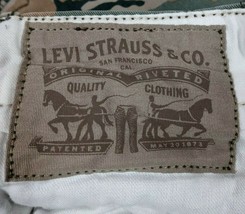 LEVI STRAUSS & CO.
SAN FRANCISCO
CAL.
ORIGINAL RIVETED
QUALITY CLOTHING
PATENTED MAY 20 1873